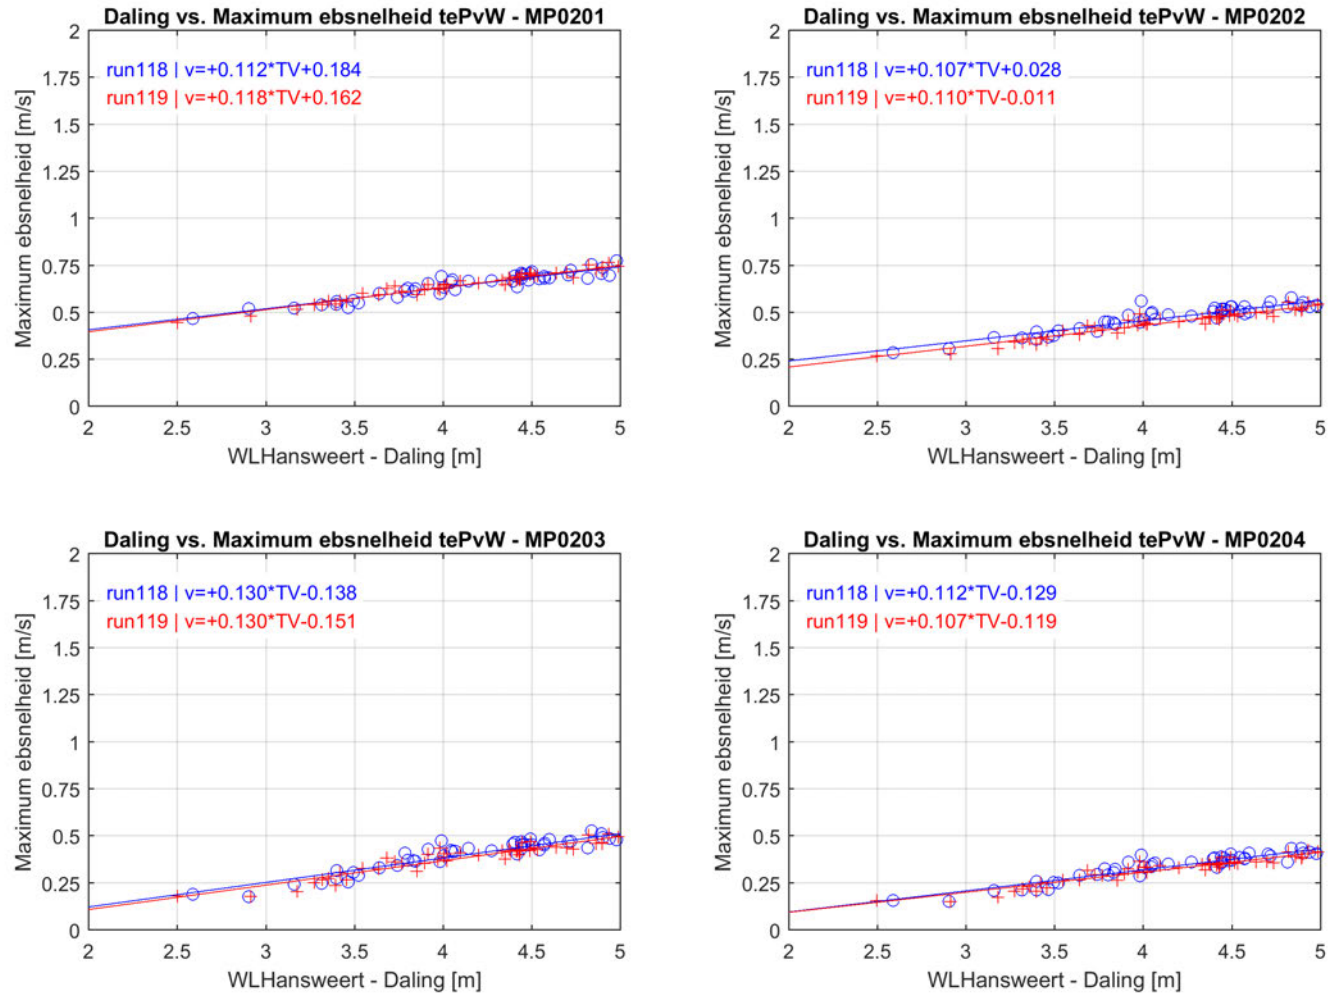 Daling vs. Maximum ebsnelheid tePvW - MP0201
run118 | v=+0.112*TV+0.184
run119 | v=+0.118*TV+0.162
Maximum ebsnelheid [m/s]
2
1.75
1.5
1.25
1
0.75
0.5
0.25
0
2 2.5 3 3.5 4 4.5 5
WLHansweert - Daling [m]
Daling vs. Maximum ebsnelheid tePvW - MP0202
run118 | v=+0.107*TV+0.028
run119 | v=+0.110*TV-0.011
Maximum ebsnelheid [m/s]
2
1.75
1.5
1.25
1
0.75
0.5
0.25
0
2 2.5 3 3.5 4 4.5 5
WLHansweert - Daling [m]
Daling vs. Maximum ebsnelheid tePvW - MP0203
run118 | v=+0.130*TV-0.138
run119 | v=+0.130*TV-0.151
Maximum ebsnelheid [m/s]
2
1.75
1.5
1.25
1
0.75
0.5
0.25
0
2 2.5 3 3.5 4 4.5 5
WLHansweert - Daling [m]
Daling vs. Maximum ebsnelheid tePvW - MP0204
run118 | v=+0.112*TV-0.129
run119 | v=+0.107*TV-0.119
Maximum ebsnelheid [m/s]
2
1.75
1.5
1.25
1
0.75
0.5
0.25
0
2 2.5 3 3.5 4 4.5 5
WLHansweert - Daling [m]